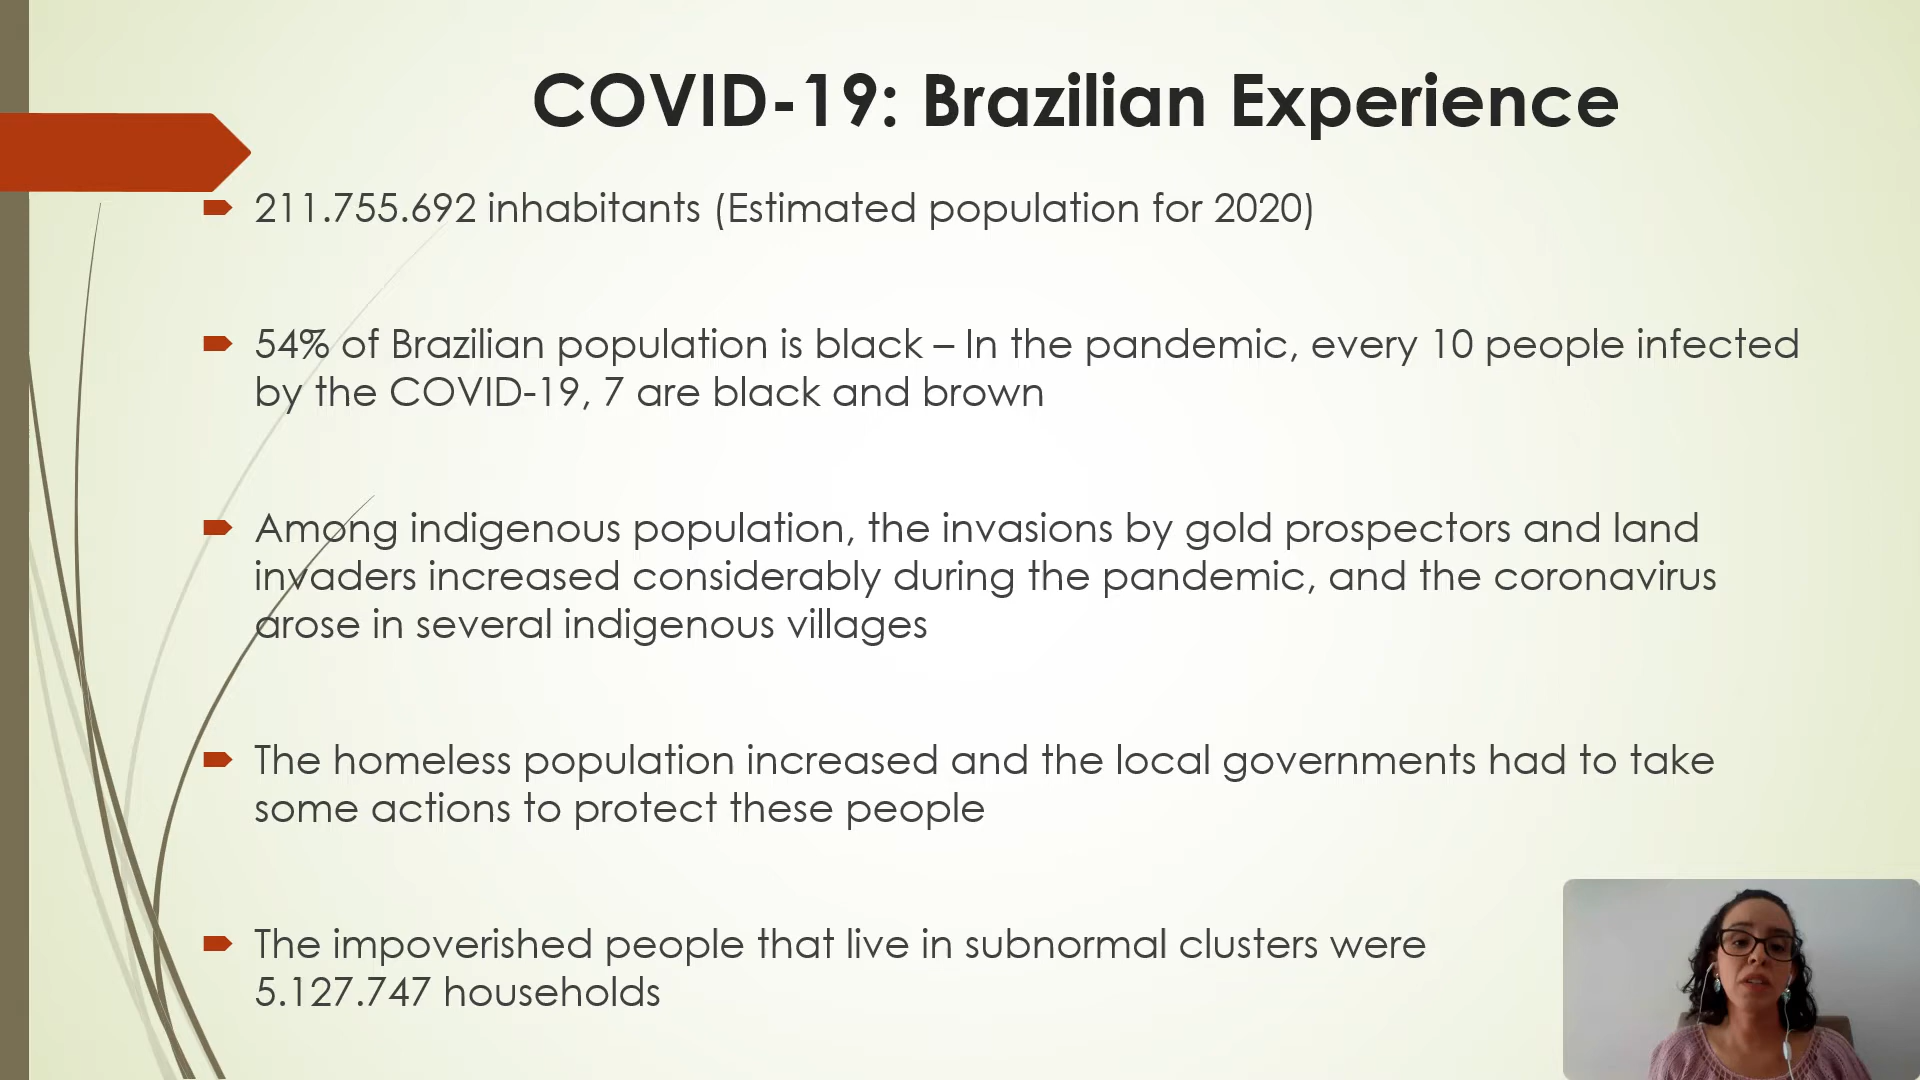 COVID-19: Brazilian Experience
211.755.692 inhabitants (Estimated population for 2020)
54% of Brazilian population is black – In the pandemic, every 10 people infected
by the COVID-19, 7 are black and brown
Among indigenous population, the invasions by gold prospectors and land
invaders increased considerably during the pandemic, and the coronavirus
arose in several indigenous villages
The homeless population increased and the local governments had to take
some actions to protect these people
The impoverished people that live in subnormal clusters were
5.127.747 households